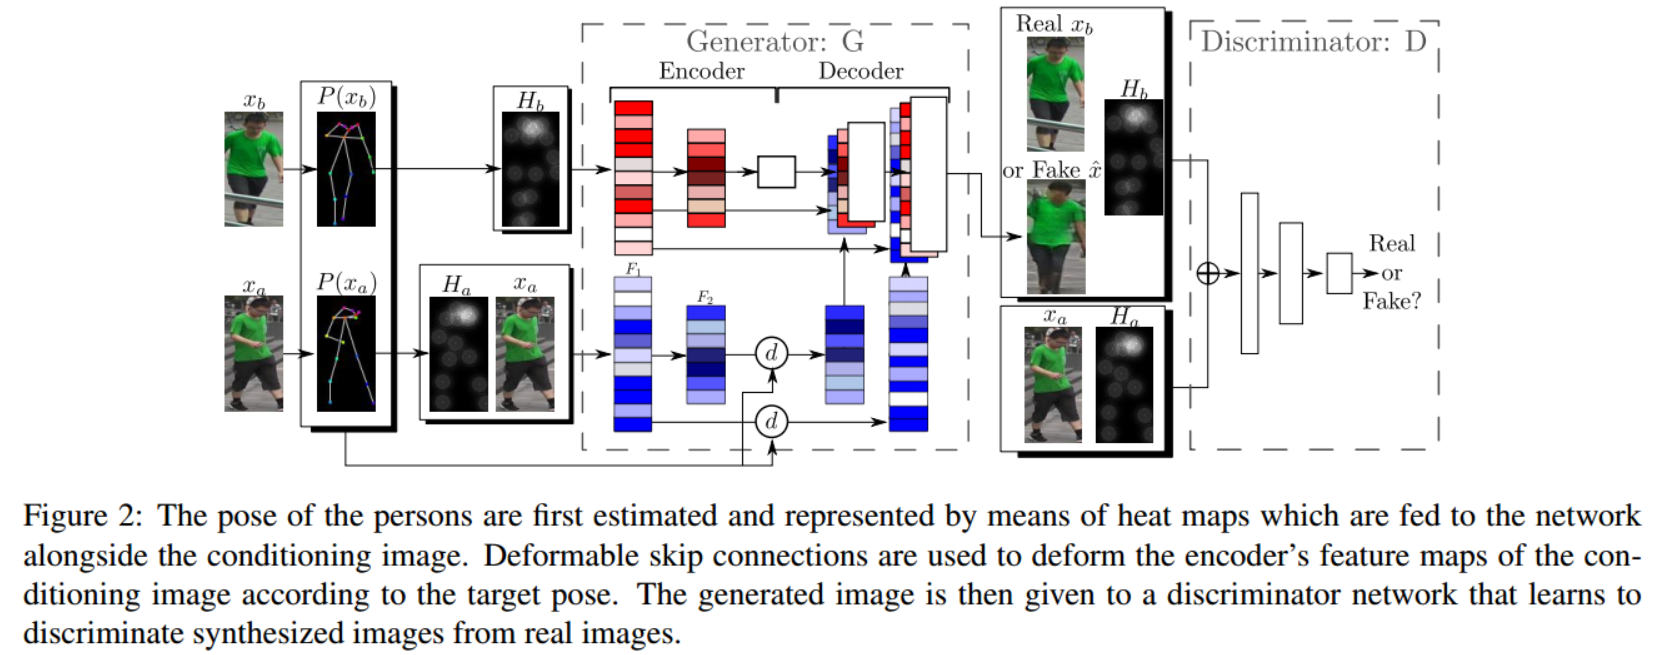 Generator: G
Encoder
Decoder
Real x_b
Discriminator: D
x_b
P(x_b)
H_b
H_b
or Fake x̂
x_a
P(x_a)
H_a
x_a
F_1
F_2
d
d
x_a
H_a
Real
or
Fake?
Figure 2: The pose of the persons are first estimated and represented by means of heat maps which are fed to the network
alongside the conditioning image. Deformable skip connections are used to deform the encoder's feature maps of the con-
ditioning image according to the target pose. The generated image is then given to a discriminator network that learns to
discriminate synthesized images from real images.